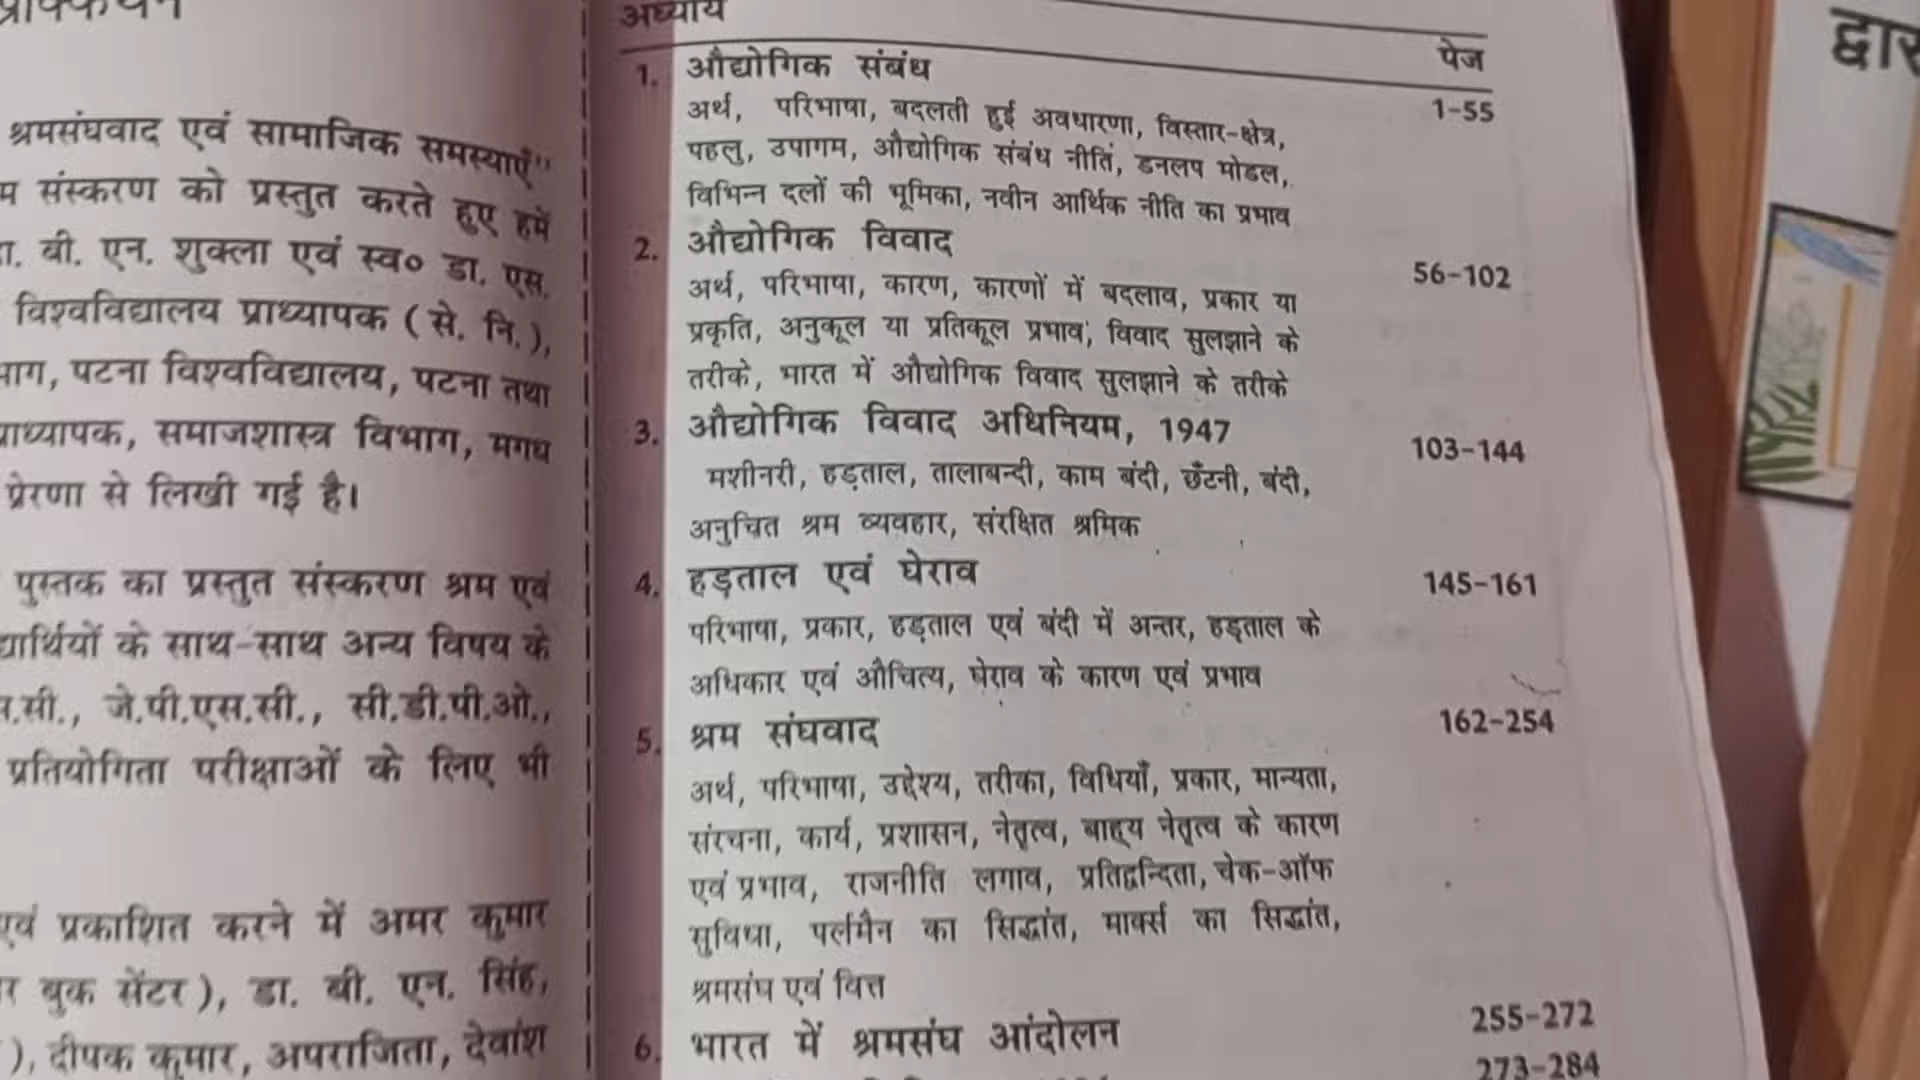 प्राक्कथन
श्रमसंघवाद एवं सामाजिक समस्याएँ"
संस्करण को प्रस्तुत करते हुए हमें
बी. एन. शुक्ला एवं स्व० डा. एस.
विश्वविद्यालय प्राध्यापक (से. नि.),
पटना विश्वविद्यालय, पटना तथा
प्राध्यापक, समाजशास्त्र विभाग, मगध
प्रेरणा से लिखी गई है।
पुस्तक का प्रस्तुत संस्करण श्रम एवं
के साथ-साथ अन्य विषय के
जे.पी.एस.सी., सी.डी.पी.ओ.,
प्रतियोगिता परीक्षाओं के लिए भी
एवं प्रकाशित करने में अमर कुमार
बुक सेंटर), डा. बी. एन. सिंह,
), दीपक कुमार, अपराजिता, देवांश
अध्याय
पेज
1. औद्योगिक संबंध 1-55
अर्थ, परिभाषा, बदलती हुई अवधारणा, विस्तार-क्षेत्र,
पहलु, उपागम, औद्योगिक संबंध नीति, डनलप मोडल,
विभिन्न दलों की भूमिका, नवीन आर्थिक नीति का प्रभाव
2. औद्योगिक विवाद 56-102
अर्थ, परिभाषा, कारण, कारणों में बदलाव, प्रकार या
प्रकृति, अनुकूल या प्रतिकूल प्रभाव, विवाद सुलझाने के
तरीके, भारत में औद्योगिक विवाद सुलझाने के तरीके
3. औद्योगिक विवाद अधिनियम, 1947 103-144
मशीनरी, हड़ताल, तालाबन्दी, काम बंदी, छँटनी, बंदी,
अनुचित श्रम व्यवहार, संरक्षित श्रमिक
4. हड़ताल एवं घेराव 145-161
परिभाषा, प्रकार, हड़ताल एवं बंदी में अन्तर, हड़ताल के
अधिकार एवं औचित्य, घेराव के कारण एवं प्रभाव
5. श्रम संघवाद 162-254
अर्थ, परिभाषा, उद्देश्य, तरीका, विधियाँ, प्रकार, मान्यता,
संरचना, कार्य, प्रशासन, नेतृत्व, बाह्य नेतृत्व के कारण
एवं प्रभाव, राजनीति लगाव, प्रतिद्वन्दिता, चेक-ऑफ
सुविधा, पर्लमैन का सिद्धांत, मार्क्स का सिद्धांत,
श्रमसंघ एवं वित्त
6. भारत में श्रमसंघ आंदोलन 255-272
273-284